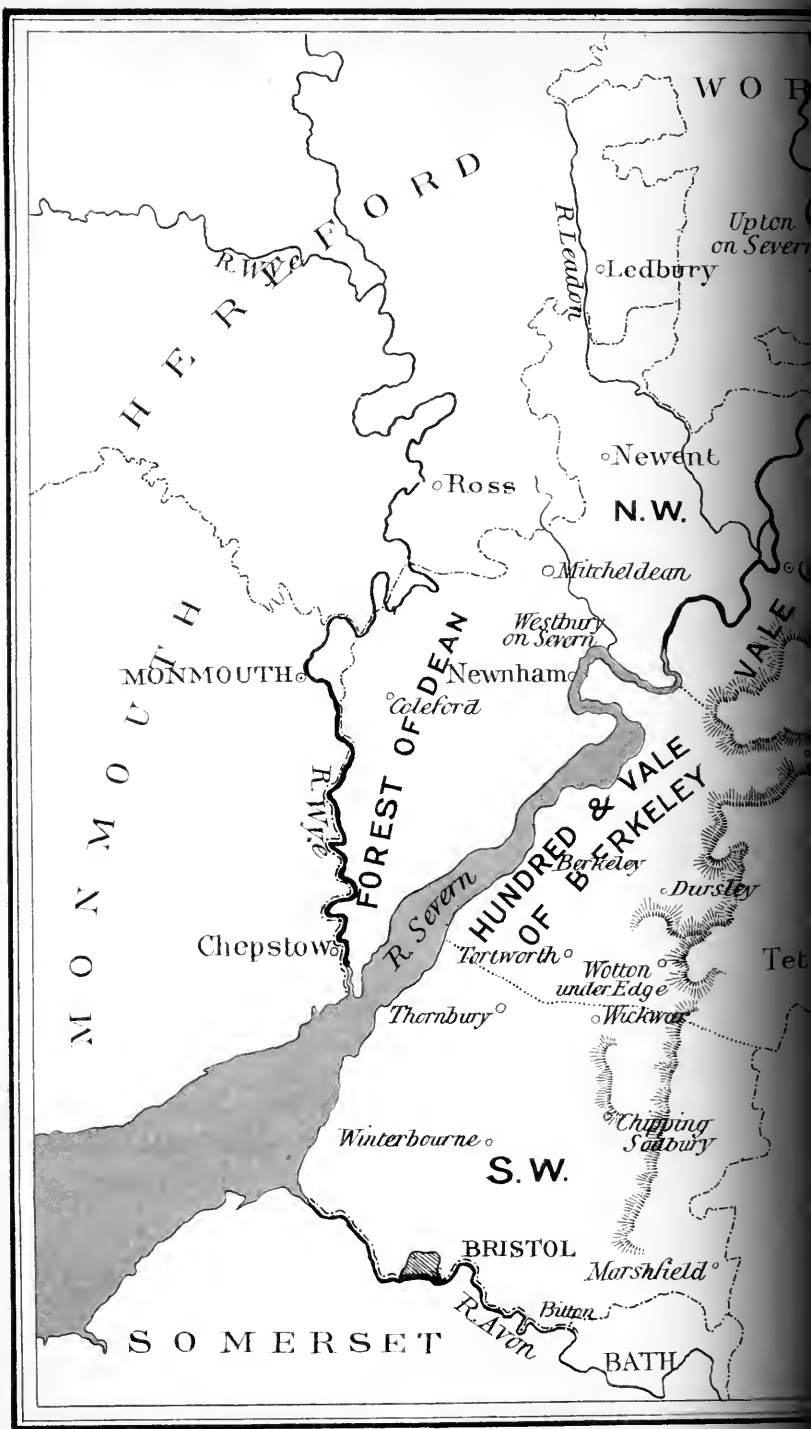 WOR
HEREFORD
R. Wye
R. Leadon
Upton
on Severn
Ledbury
Newent
Ross
N.W.
Mitcheldean
Westbury
on Severn
VALE
MONMOUTH
MONMOUTH
Newnham
Coleford
FOREST OF DEAN
R. Wye
HUNDRED & VALE
OF BERKELEY
Berkeley
Dursley
R. Severn
Chepstow
Tortworth
Wotton
under Edge
Tet
Thornbury
Wickwar
Chipping
Sodbury
Winterbourne
S.W.
BRISTOL
Marshfield
Bitton
R. Avon
SOMERSET
BATH